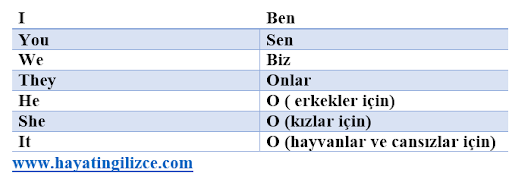 I Ben
You Sen
We Biz
They Onlar
He O ( erkekler için)
She O (kızlar için)
It O (hayvanlar ve cansızlar için)
www.hayatingilizce.com